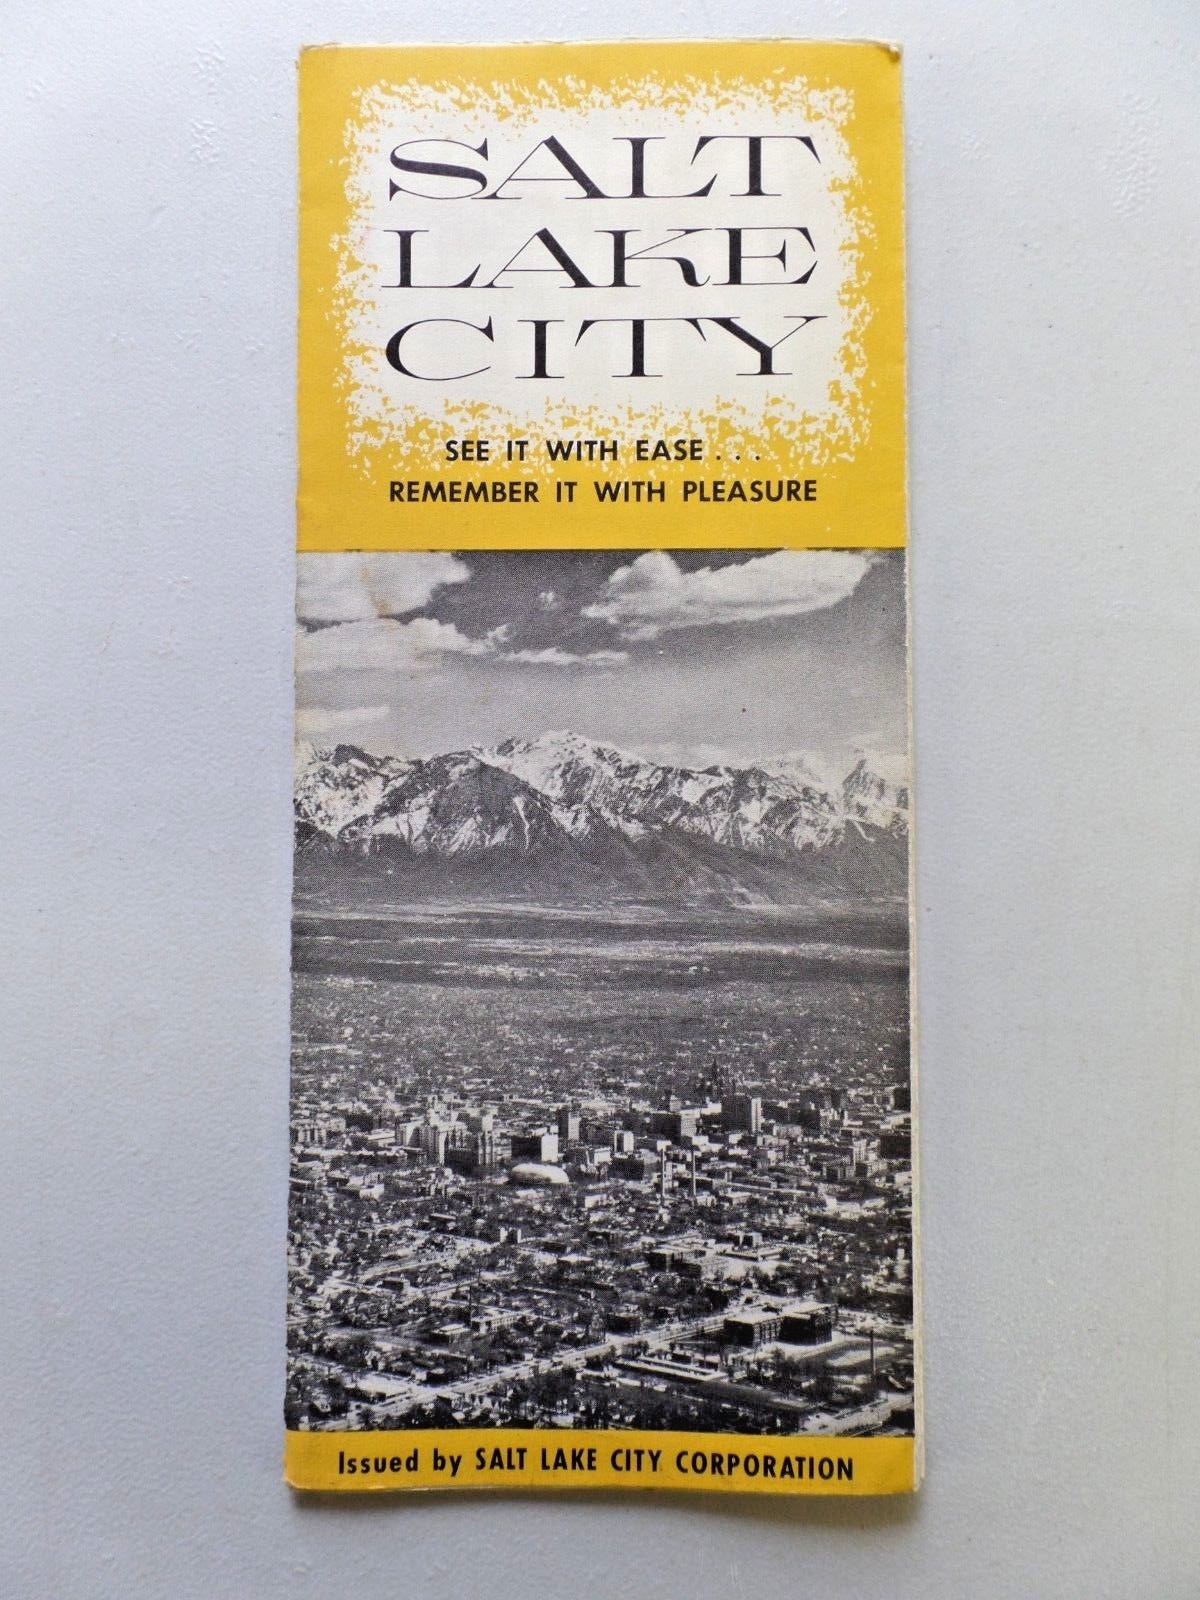 SALT
LAKE
CITY
SEE IT WITH EASE . . .
REMEMBER IT WITH PLEASURE
Issued by SALT LAKE CITY CORPORATION